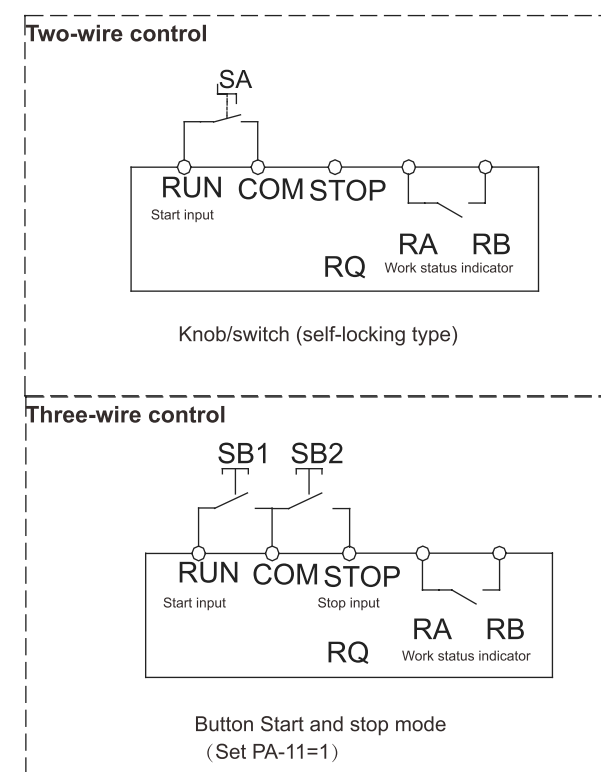 Two-wire control
SA
RUN COM STOP
Start input
RA RB
RQ Work status indicator
Knob/switch (self-locking type)
Three-wire control
SB1 SB2
RUN COM STOP
Start input Stop input
RA RB
RQ Work status indicator
Button Start and stop mode
（Set PA-11=1）